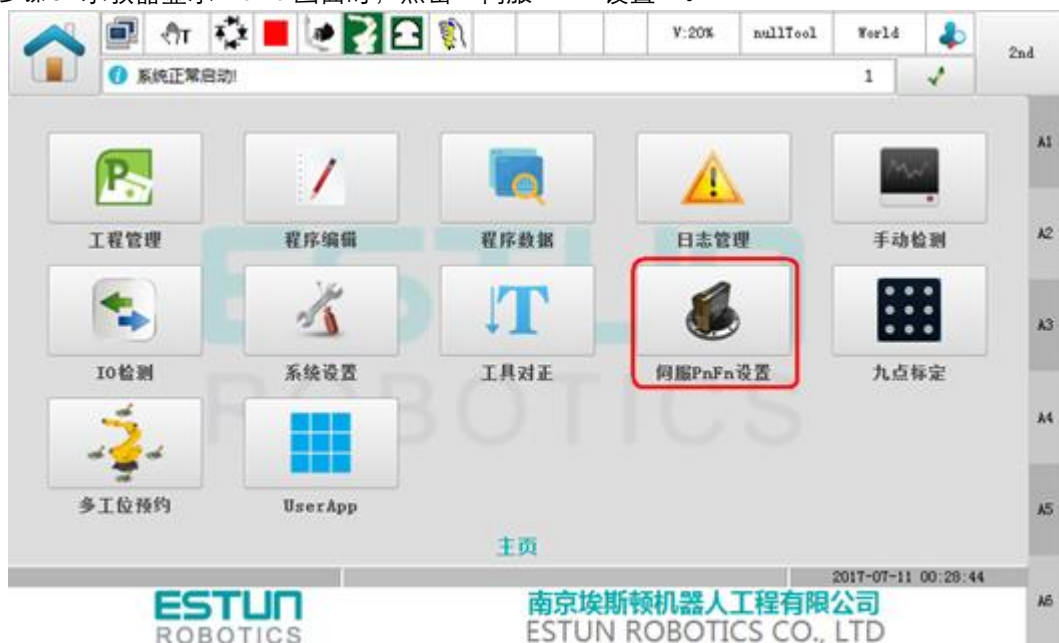 V:20% nullTool World
2nd
系统正常启动! 1
A1
工程管理 程序编辑 程序数据 日志管理 手动检测
A2
A3
IO检测 系统设置 工具对正 伺服PnFn设置 九点标定
A4
多工位预约 UserApp
A5
主页
2017-07-11 00:28:44
A6
ESTUN
ROBOTICS
南京埃斯顿机器人工程有限公司
ESTUN ROBOTICS CO., LTD